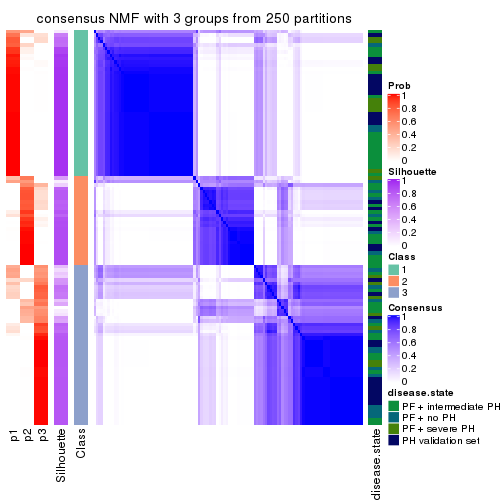 consensus NMF with 3 groups from 250 partitions
Prob
1
0.8
0.6
0.4
0.2
0
Silhouette
1
0.8
0.6
0.4
0.2
0
Class
1
2
3
Consensus
1
0.8
0.6
0.4
0.2
0
disease.state
PF + intermediate PH
PF + no PH
PF + severe PH
PH validation set
p1
p2
p3
Silhouette
Class
disease.state